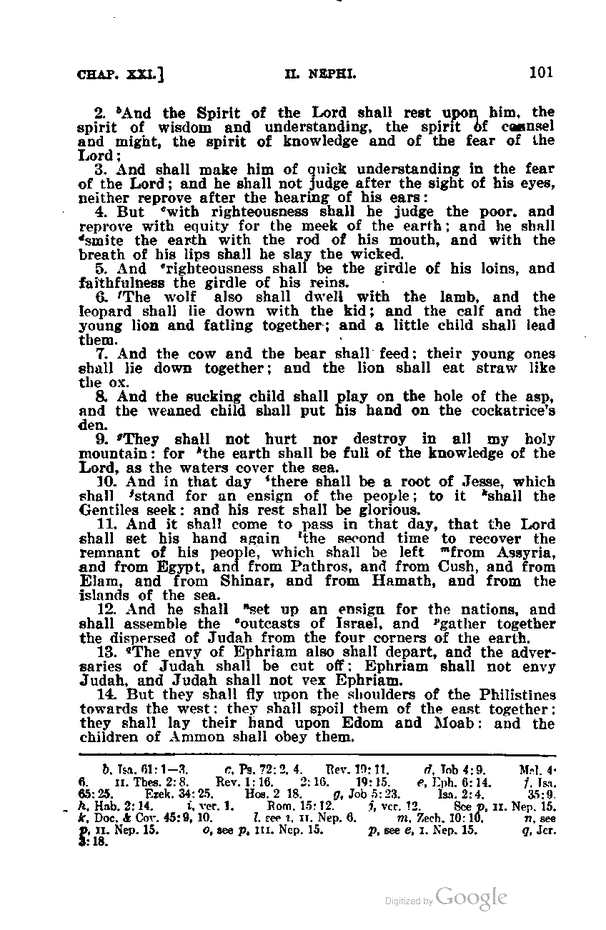 CHAP. XXI.] II. NEPHI. 101
2. ᵇAnd the Spirit of the Lord shall rest upon him, the
spirit of wisdom and understanding, the spirit of counsel
and might, the spirit of knowledge and of the fear of the
Lord;
3. And shall make him of quick understanding in the fear
of the Lord; and he shall not judge after the sight of his eyes,
neither reprove after the hearing of his ears:
4. But ᶜwith righteousness shall he judge the poor. and
reprove with equity for the meek of the earth; and he shall
ᵈsmite the earth with the rod of his mouth, and with the
breath of his lips shall he slay the wicked.
5. And ᵉrighteousness shall be the girdle of his loins, and
faithfulness the girdle of his reins.
6. ᶠThe wolf also shall dwell with the lamb, and the
leopard shall lie down with the kid; and the calf and the
young lion and fatling together; and a little child shall lead
them.
7. And the cow and the bear shall feed; their young ones
shall lie down together; and the lion shall eat straw like
the ox.
8. And the sucking child shall play on the hole of the asp,
and the weaned child shall put his hand on the cockatrice's
den.
9. ᵍThey shall not hurt nor destroy in all my holy
mountain: for ʰthe earth shall be full of the knowledge of the
Lord, as the waters cover the sea.
10. And in that day ⁱthere shall be a root of Jesse, which
shall ʲstand for an ensign of the people; to it ᵏshall the
Gentiles seek: and his rest shall be glorious.
11. And it shall come to pass in that day, that the Lord
shall set his hand again ˡthe second time to recover the
remnant of his people, which shall be left ᵐfrom Assyria,
and from Egypt, and from Pathros, and from Cush, and from
Elam, and from Shinar, and from Hamath, and from the
islands of the sea.
12. And he shall ⁿset up an ensign for the nations, and
shall assemble the ᵒoutcasts of Israel, and ᵖgather together
the dispersed of Judah from the four corners of the earth.
13. ᑫThe envy of Ephriam also shall depart, and the adver-
saries of Judah shall be cut off; Ephriam shall not envy
Judah, and Judah shall not vex Ephriam.
14. But they shall fly upon the shoulders of the Philistines
towards the west; they shall spoil them of the east together;
they shall lay their hand upon Edom and Moab; and the
children of Ammon shall obey them.
b, Isa. 61:1—3. c, Ps. 72:2, 4. Rev. 19:11. d, Job 4:9. Mal. 4:
6. II. Thes. 2:8. Rev. 1:16. 2:16. 19:15. e, Eph. 6:14. f, Isa.
65:25. Ezek. 34:25. Hos. 2 18. g, Job 5:23. Isa. 2:4. 35:9.
h, Hab. 2:14. i, ver. 1. Rom. 15:12. j, ver. 12. See p, II. Nep. 15.
k, Doc. & Cov. 45:9, 10. l, see i, II. Nep. 6. m, Zech. 10:10. n, see
p, II. Nep. 15. o, see p, III. Nep. 15. p, see e, I. Nep. 15. q, Jer.
3:18.
Digitized by Google